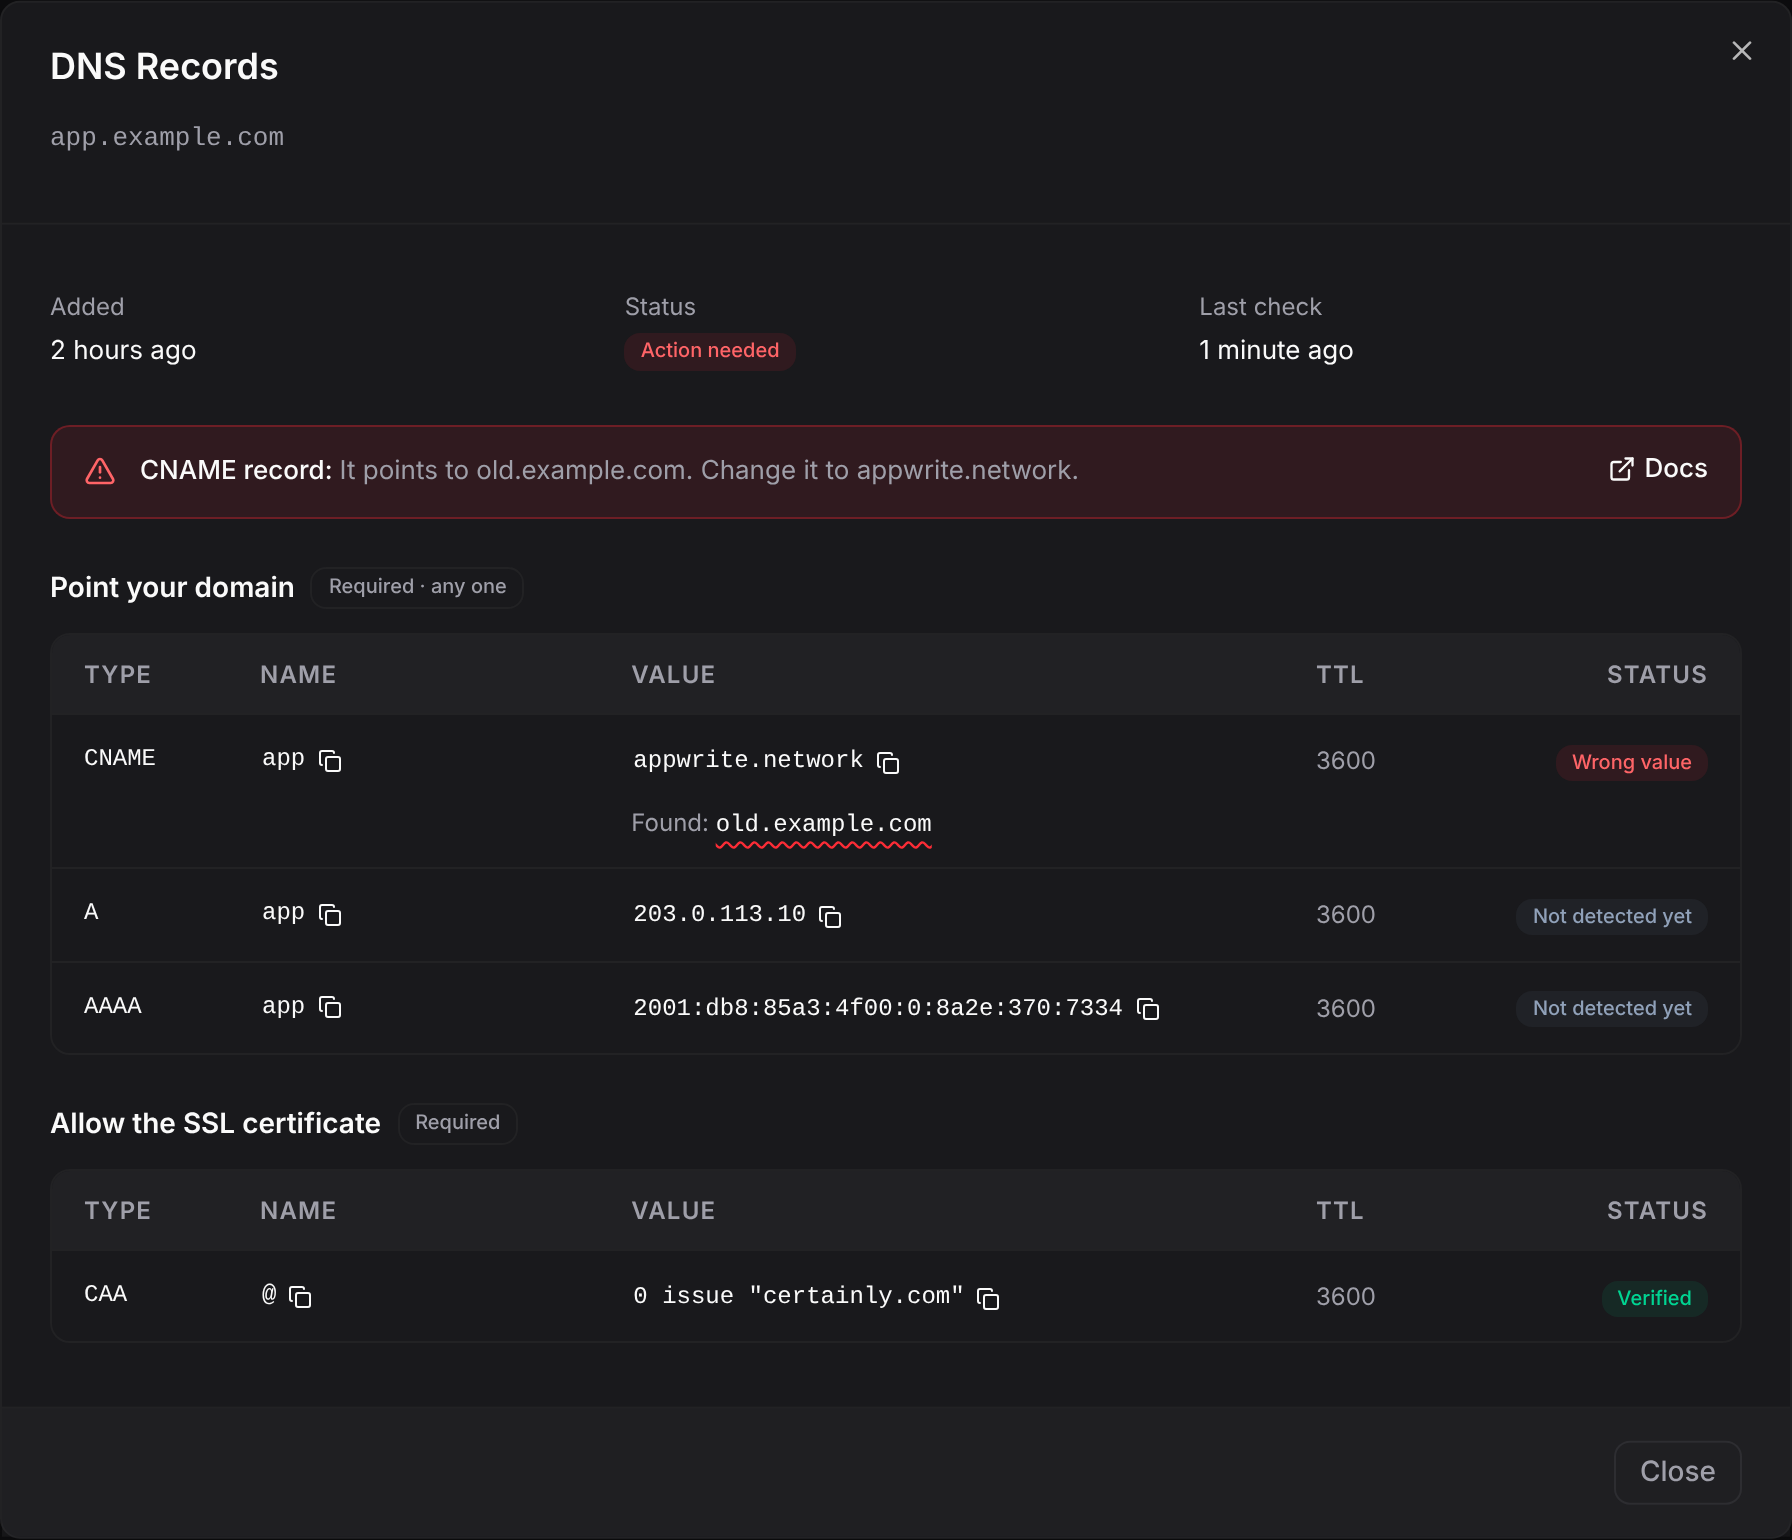 DNS Records
app.example.com
Added Status Last check
2 hours ago Action needed 1 minute ago
CNAME record: It points to old.example.com. Change it to appwrite.network. Docs
Point your domain Required · any one
TYPE NAME VALUE TTL STATUS
CNAME app appwrite.network 3600 Wrong value
Found: old.example.com
A app 203.0.113.10 3600 Not detected yet
AAAA app 2001:db8:85a3:4f00:0:8a2e:370:7334 3600 Not detected yet
Allow the SSL certificate Required
TYPE NAME VALUE TTL STATUS
CAA @ 0 issue "certainly.com" 3600 Verified
Close